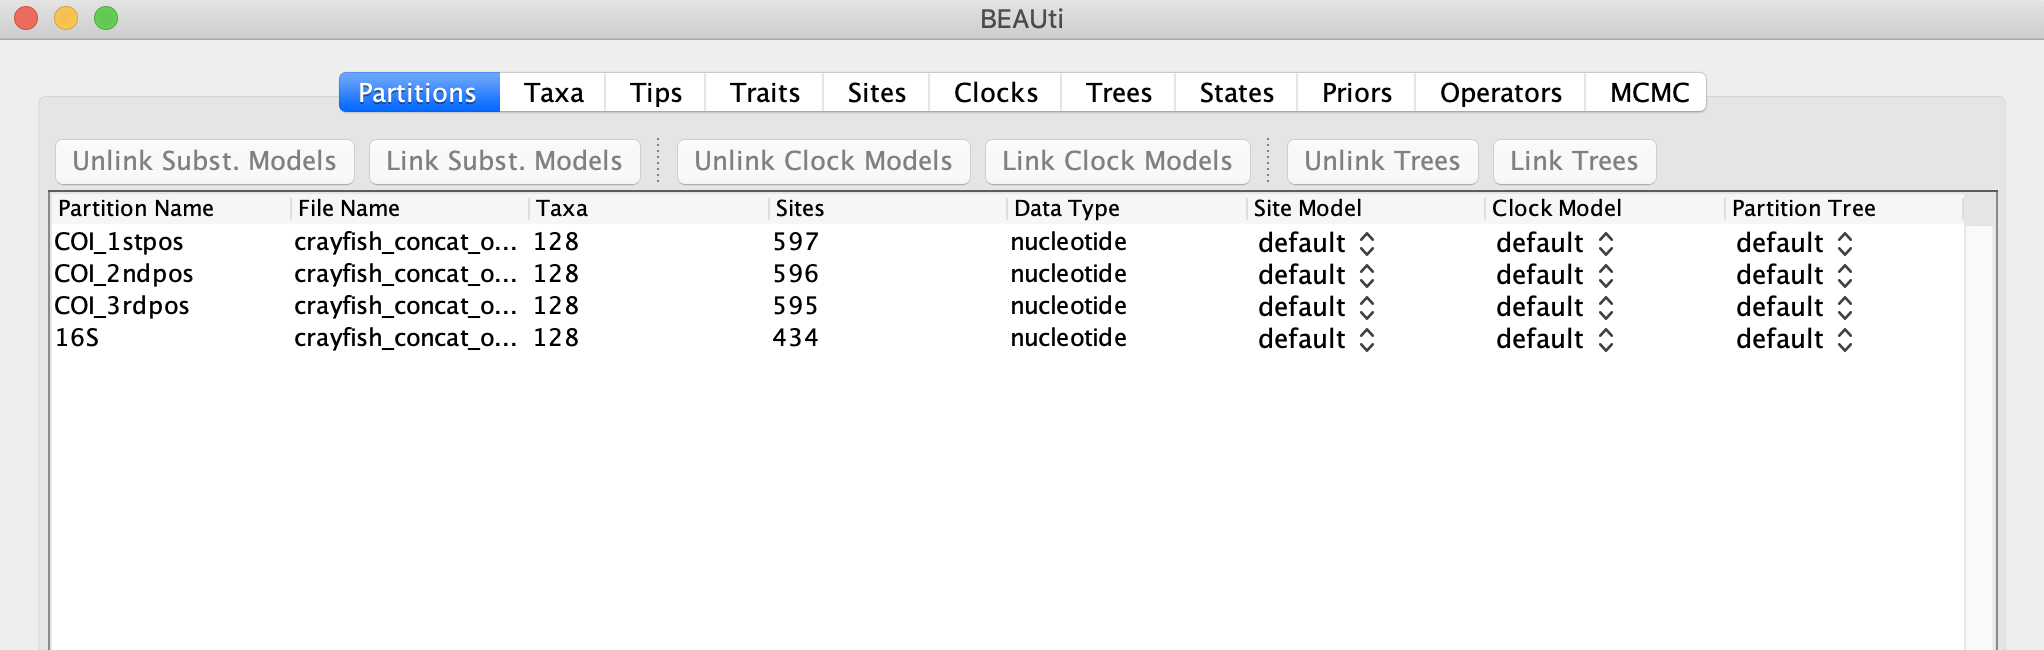 BEAUti
Partitions Taxa Tips Traits Sites Clocks Trees States Priors Operators MCMC
Unlink Subst. Models Link Subst. Models Unlink Clock Models Link Clock Models Unlink Trees Link Trees
Partition Name File Name Taxa Sites Data Type Site Model Clock Model Partition Tree
COI_1stpos crayfish_concat_o... 128 597 nucleotide default default default
COI_2ndpos crayfish_concat_o... 128 596 nucleotide default default default
COI_3rdpos crayfish_concat_o... 128 595 nucleotide default default default
16S crayfish_concat_o... 128 434 nucleotide default default default